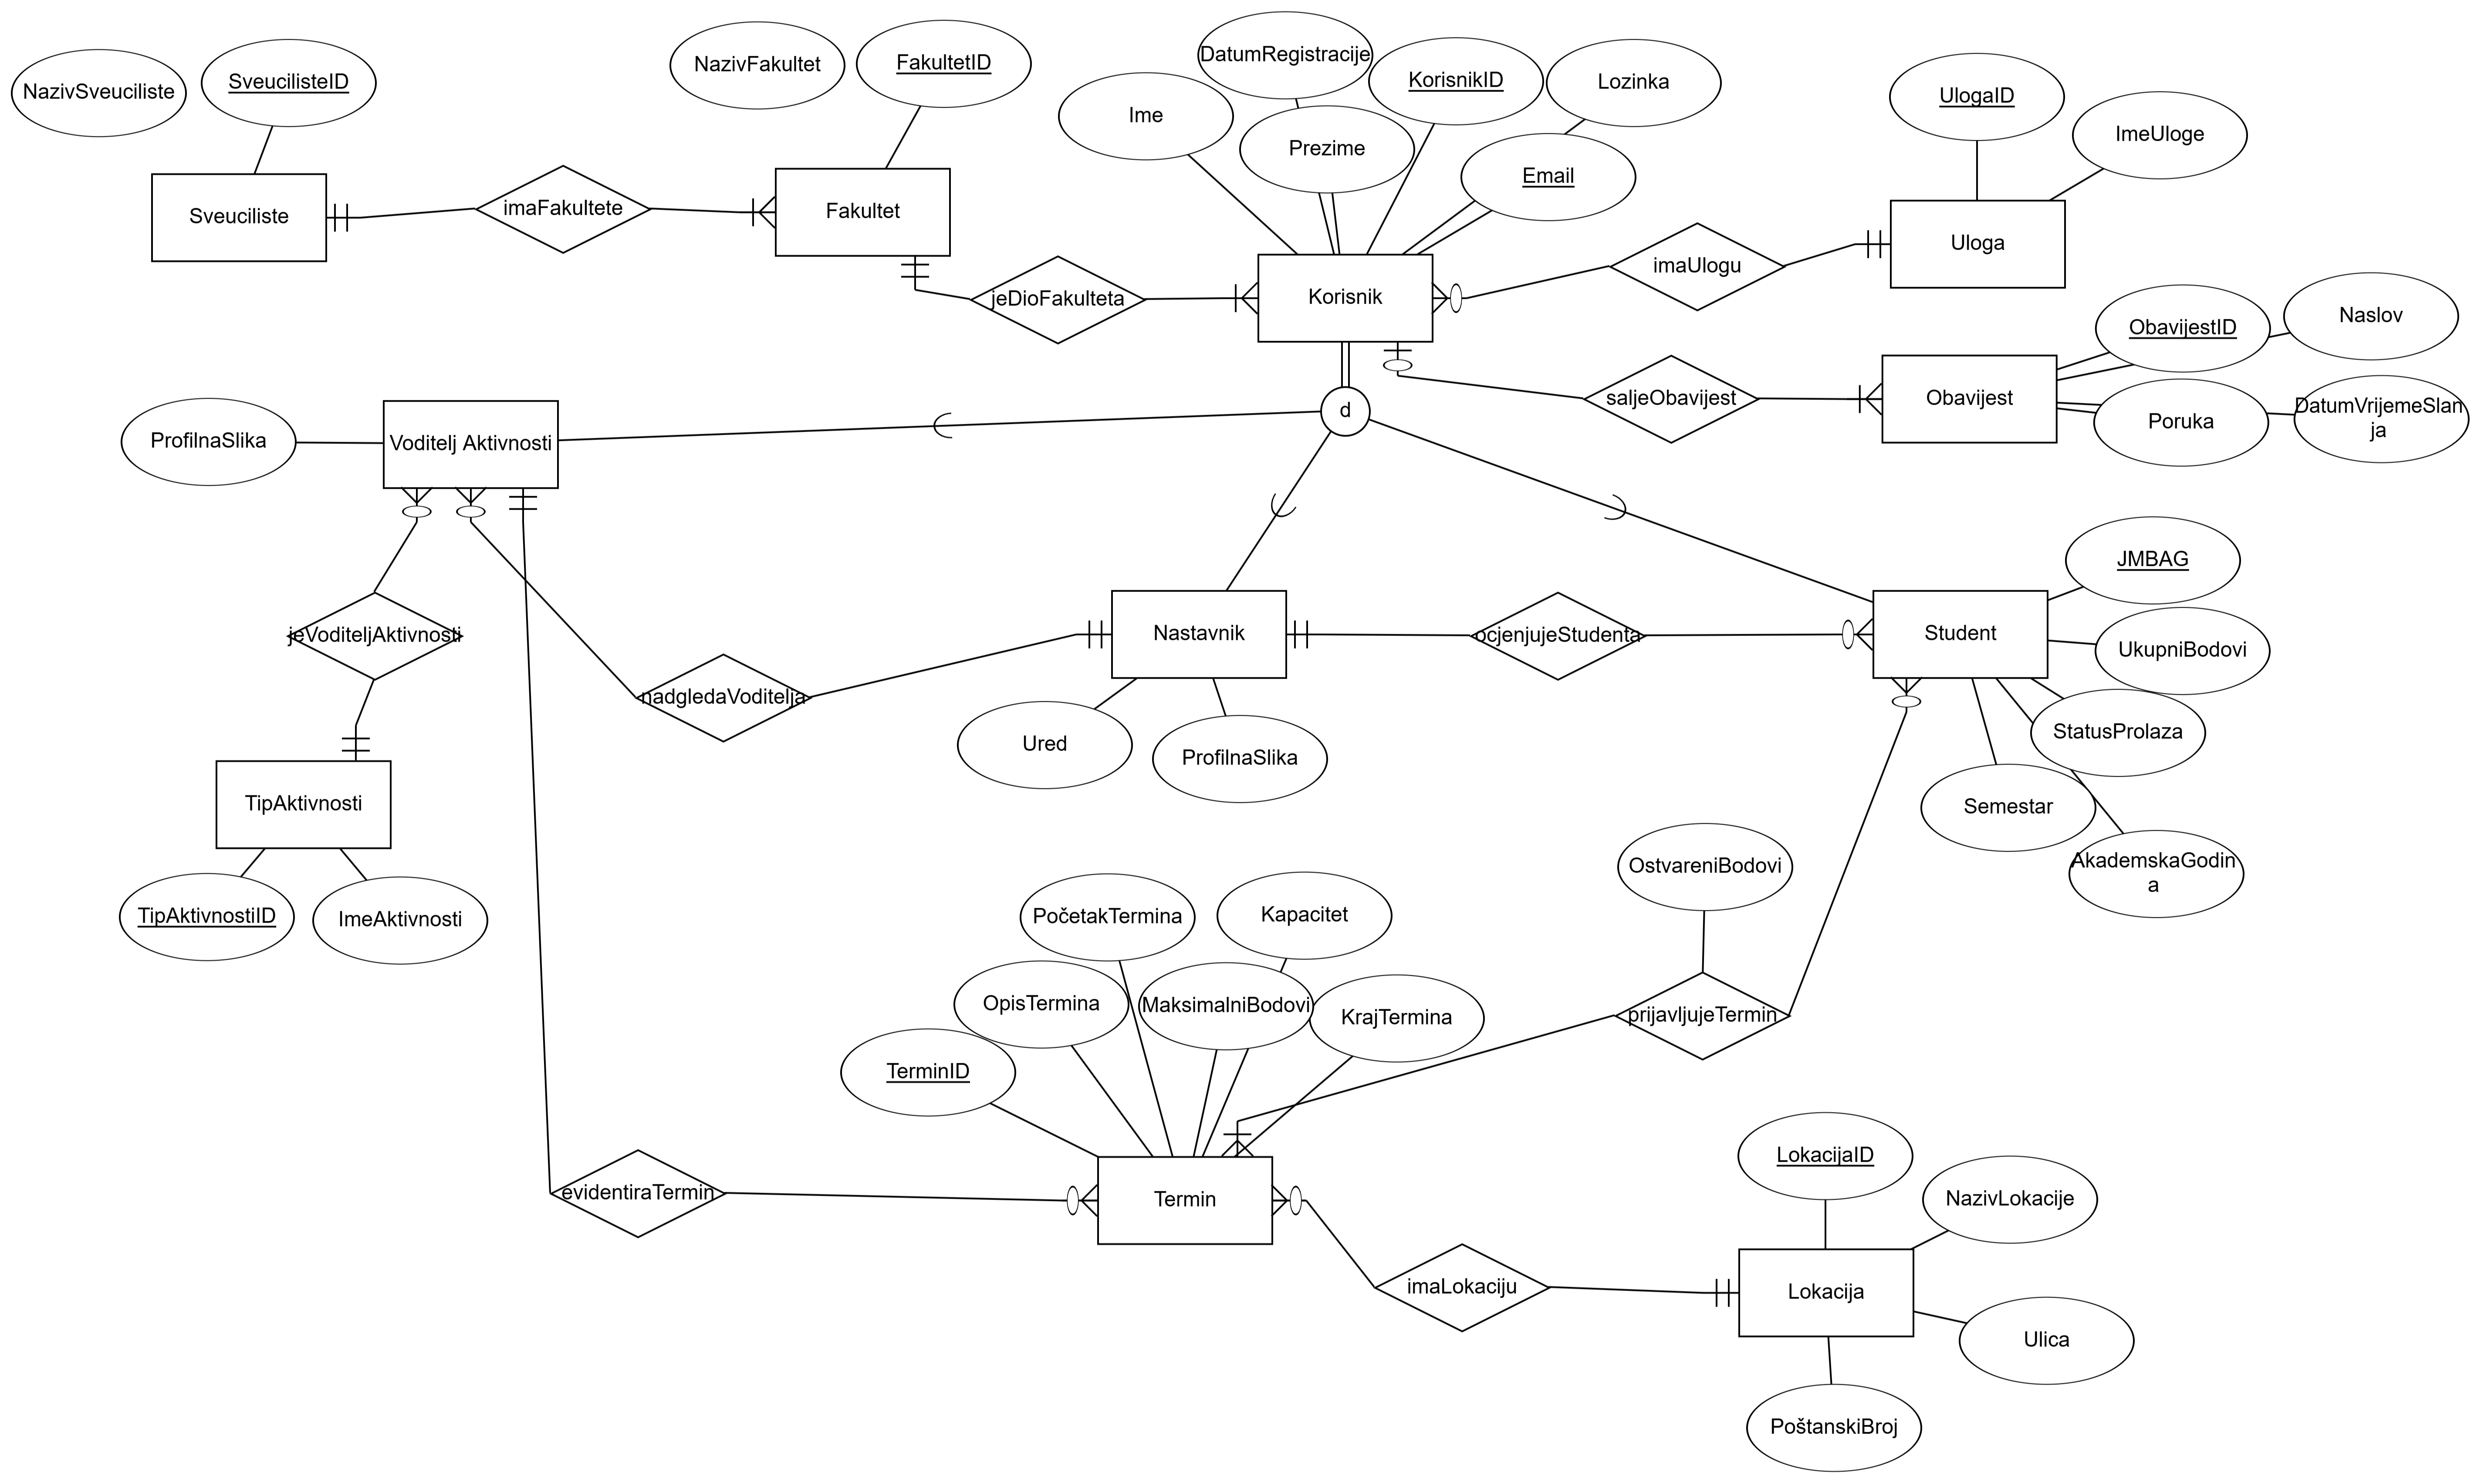 DatumRegistracije
NazivFakultet
FakultetID
NazivSveuciliste
SveucilisteID
Ime
KorisnikID
Lozinka
UlogaID
ImeUloge
Prezime
Email
Sveuciliste
imaFakultete
Fakultet
Uloga
imaUlogu
jeDioFakulteta
Korisnik
ObavijestID
Naslov
saljeObavijest
Obavijest
Poruka
DatumVrijemeSlan
ja
d
ProfilnaSlika
Voditelj Aktivnosti
JMBAG
jeVoditeljAktivnosti
Nastavnik
ocjenjujeStudenta
Student
UkupniBodovi
nadgledaVoditelja
Ured
ProfilnaSlika
StatusProlaza
TipAktivnosti
Semestar
AkademskaGodin
a
OstvareniBodovi
TipAktivnostiID
ImeAktivnosti
PočetakTermina
Kapacitet
OpisTermina
MaksimalniBodovi
KrajTermina
prijavljujeTermin
TerminID
LokacijaID
NazivLokacije
evidentiraTermin
Termin
imaLokaciju
Lokacija
Ulica
PoštanskiBroj